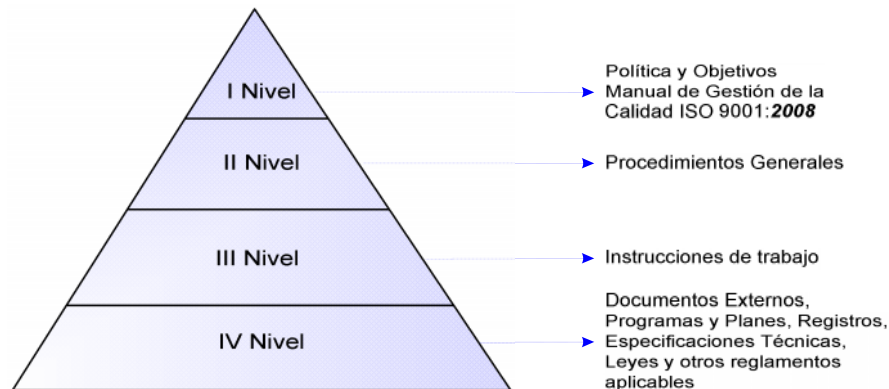 I Nivel
Política y Objetivos
Manual de Gestión de la
Calidad ISO 9001:2008
II Nivel
Procedimientos Generales
III Nivel
Instrucciones de trabajo
IV Nivel
Documentos Externos,
Programas y Planes, Registros,
Especificaciones Técnicas,
Leyes y otros reglamentos
aplicables